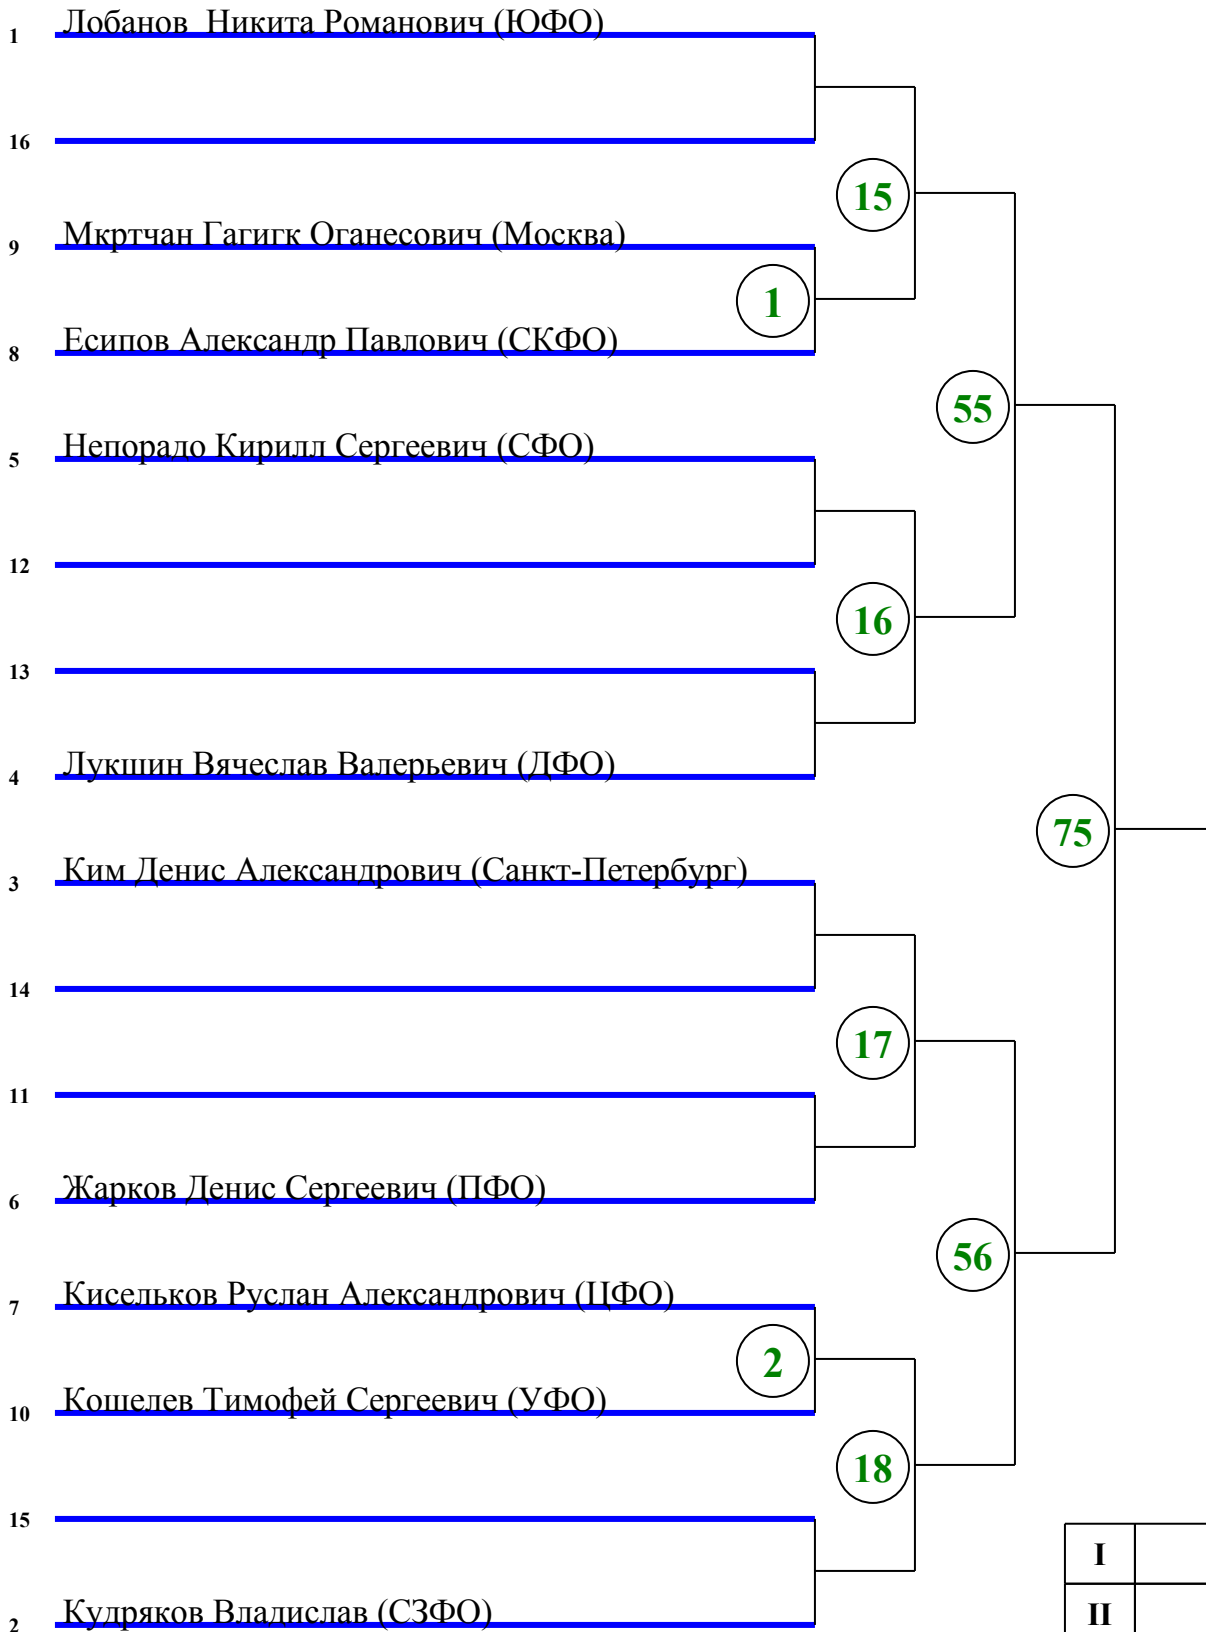 1 Лобанов  Никита Романович (ЮФО)
16
15
9 Мкртчан Гагигк Оганесович (Москва)
1
8 Есипов Александр Павлович (СКФО)
55
5 Непорадо Кирилл Сергеевич (СФО)
12
16
13
4 Лукшин Вячеслав Валерьевич (ДФО)
75
3 Ким Денис Александрович (Санкт-Петербург)
14
17
11
6 Жарков Денис Сергеевич (ПФО)
56
7 Кисельков Руслан Александрович (ЦФО)
2
10 Кошелев Тимофей Сергеевич (УФО)
18
15
I
2 Кудряков Владислав (СЗФО)
II